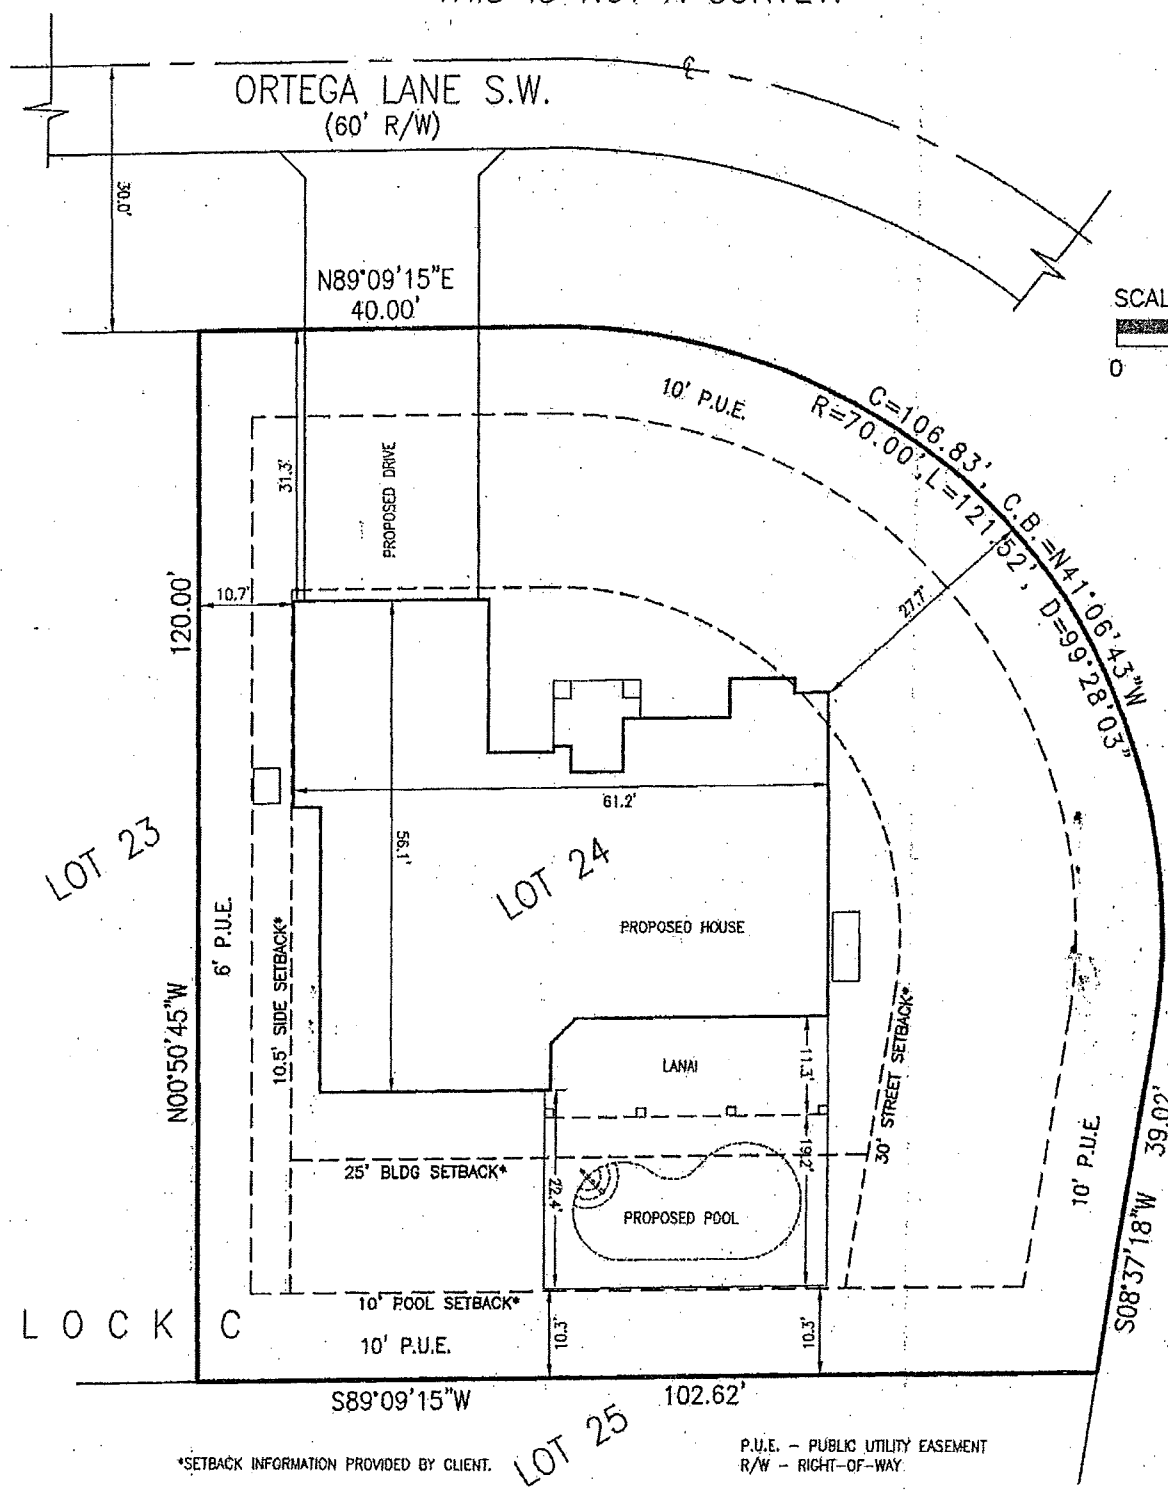 ORTEGA LANE S.W.
(60' R/W)
30.0'
N89°09'15"E
40.00'
SCAL
0
10' P.U.E.
C=106.83', C.B.=N41°06'43"W
R=70.00', L=121.52', D=99°28'03"
31.3'
PROPOSED DRIVE
10.7'
120.00'
27.7'
61.2'
56.1'
LOT 23
LOT 24
PROPOSED HOUSE
6' P.U.E.
10.5' SIDE SETBACK*
N00°50'45"W
LANAI
11.3'
30' STREET SETBACK*
10' P.U.E.
39.02'
S08°37'18"W
25' BLDG SETBACK*
22.4'
19.2'
PROPOSED POOL
10' POOL SETBACK*
LOCK C
10' P.U.E.
10.3'
10.3'
S89°09'15"W
102.62'
LOT 25
*SETBACK INFORMATION PROVIDED BY CLIENT.
P.U.E. – PUBLIC UTILITY EASEMENT
R/W – RIGHT-OF-WAY